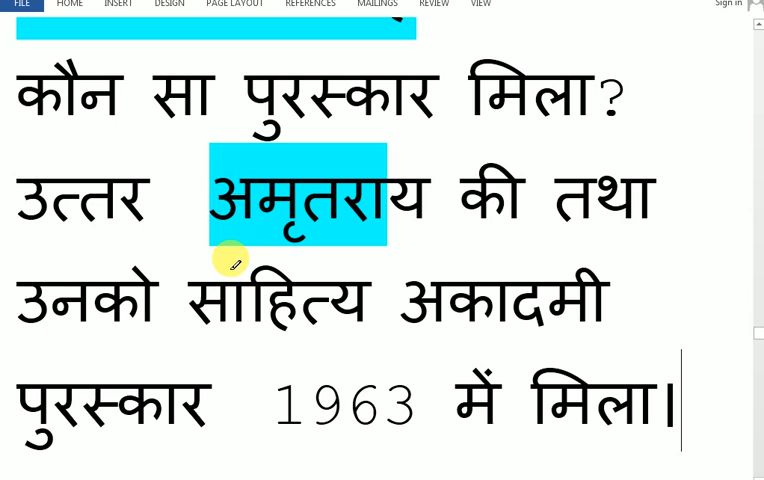 FILE HOME INSERT DESIGN PAGE LAYOUT REFERENCES MAILINGS REVIEW VIEW Sign in
कौन सा पुरस्कार मिला?
उत्तर अमृतराय की तथा
उनको साहित्य अकादमी
पुरस्कार 1963 में मिला।